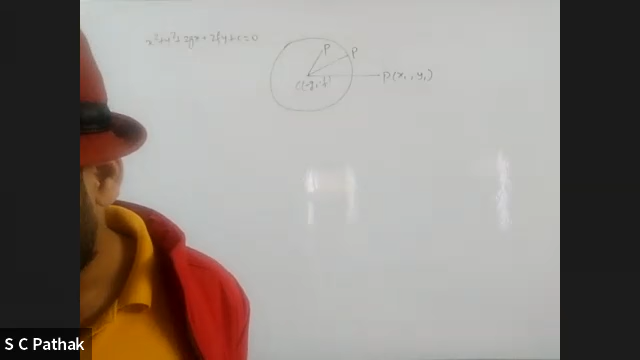 x²+y²+2gx+2fy+c=0
P
P
C(-g,-f)
P(x₁, y₁)
S C Pathak